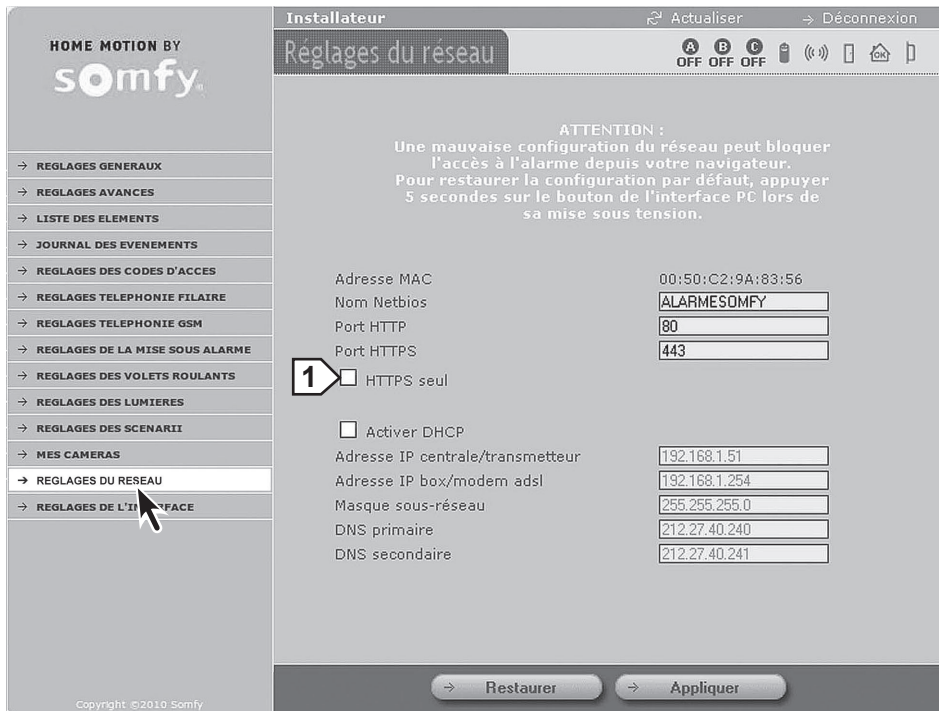 HOME MOTION BY
somfy®
→ REGLAGES GENERAUX
→ REGLAGES AVANCES
→ LISTE DES ELEMENTS
→ JOURNAL DES EVENEMENTS
→ REGLAGES DES CODES D'ACCES
→ REGLAGES TELEPHONIE FILAIRE
→ REGLAGES TELEPHONIE GSM
→ REGLAGES DE LA MISE SOUS ALARME
→ REGLAGES DES VOLETS ROULANTS
→ REGLAGES DES LUMIERES
→ REGLAGES DES SCENARII
→ MES CAMERAS
→ REGLAGES DU RESEAU
→ REGLAGES DE
Copyright ©2010 Somfy
Installateur
Actualiser → Déconnexion
Réglages du réseau
A B C
OFF OFF OFF
OK
ATTENTION :
Une mauvaise configuration du réseau peut bloquer
l'accès à l'alarme depuis votre navigateur.
Pour restaurer la configuration par défaut, appuyer
5 secondes sur le bouton de l'interface PC lors de
sa mise sous tension.
Adresse MAC 00:50:C2:9A:83:56
Nom Netbios ALARMESOMFY
Port HTTP 80
Port HTTPS 443
1 HTTPS seul
Activer DHCP
Adresse IP centrale/transmetteur 192.168.1.51
Adresse IP box/modem adsl 192.168.1.254
Masque sous-réseau 255.255.255.0
DNS primaire 212.27.40.240
DNS secondaire 212.27.40.241
→ Restaurer → Appliquer